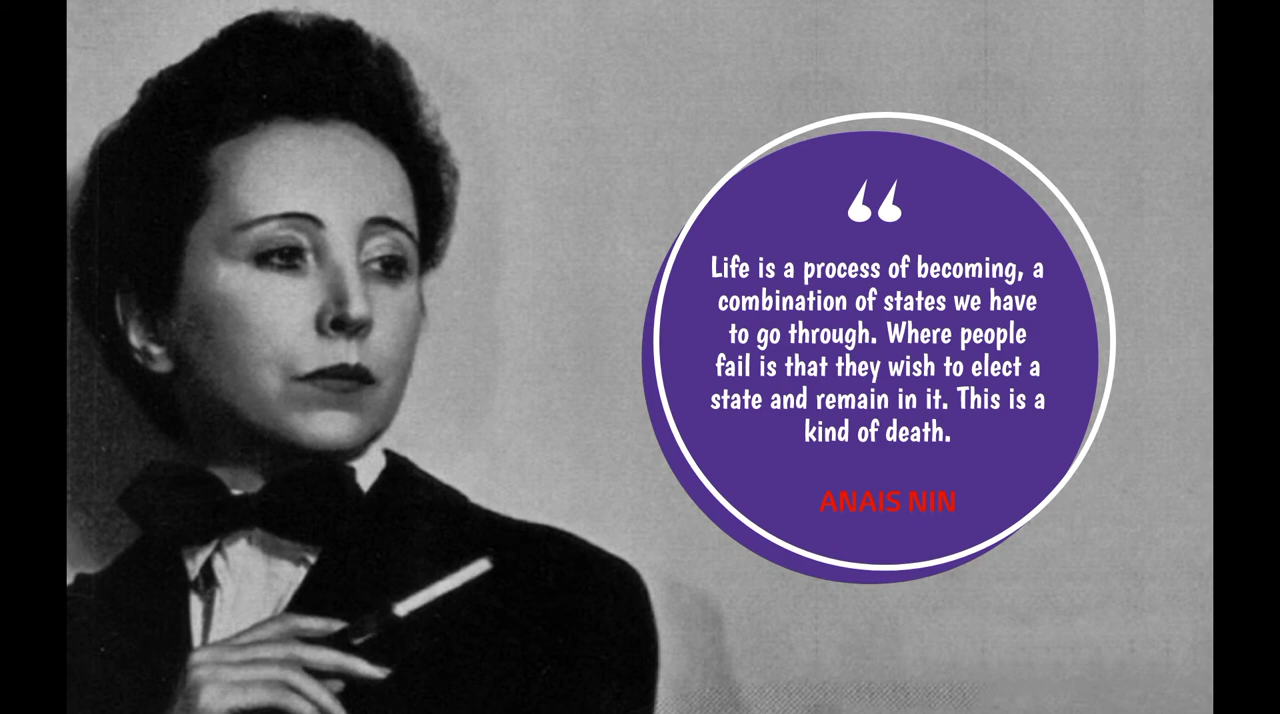 “
Life is a process of becoming, a
combination of states we have
to go through. Where people
fail is that they wish to elect a
state and remain in it. This is a
kind of death.
ANAIS NIN